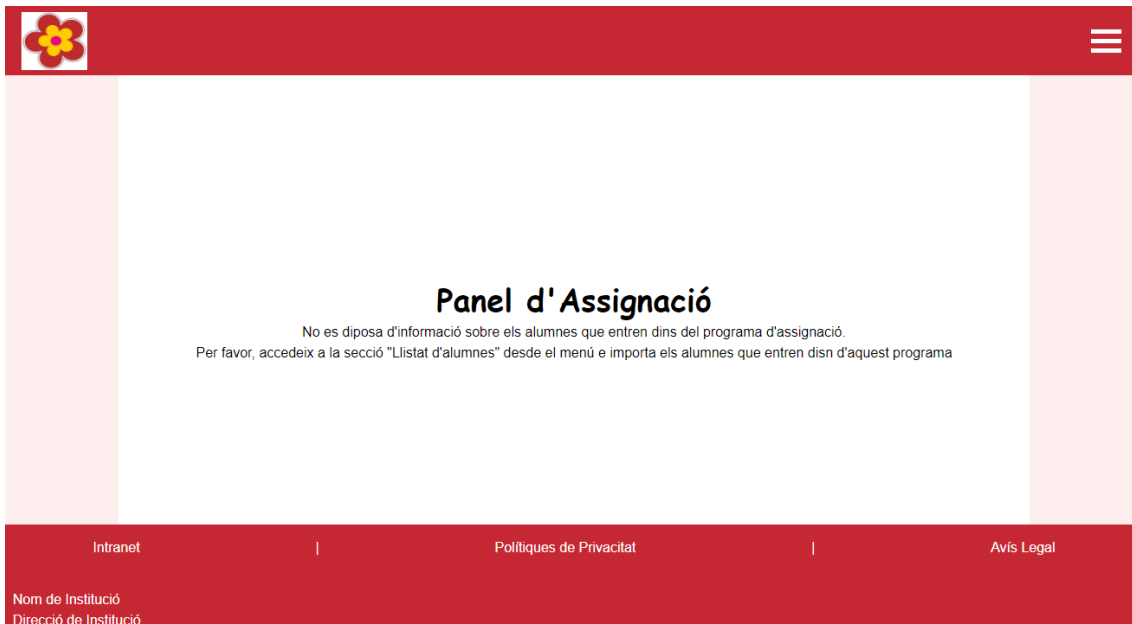 Panel d'Assignació
No es diposa d'informació sobre els alumnes que entren dins del programa d'assignació.
Per favor, accedeix a la secció "Llistat d'alumnes" desde el menú e importa els alumnes que entren disn d'aquest programa
Intranet | Polítiques de Privacitat | Avís Legal
Nom de Institució
Direcció de Institució